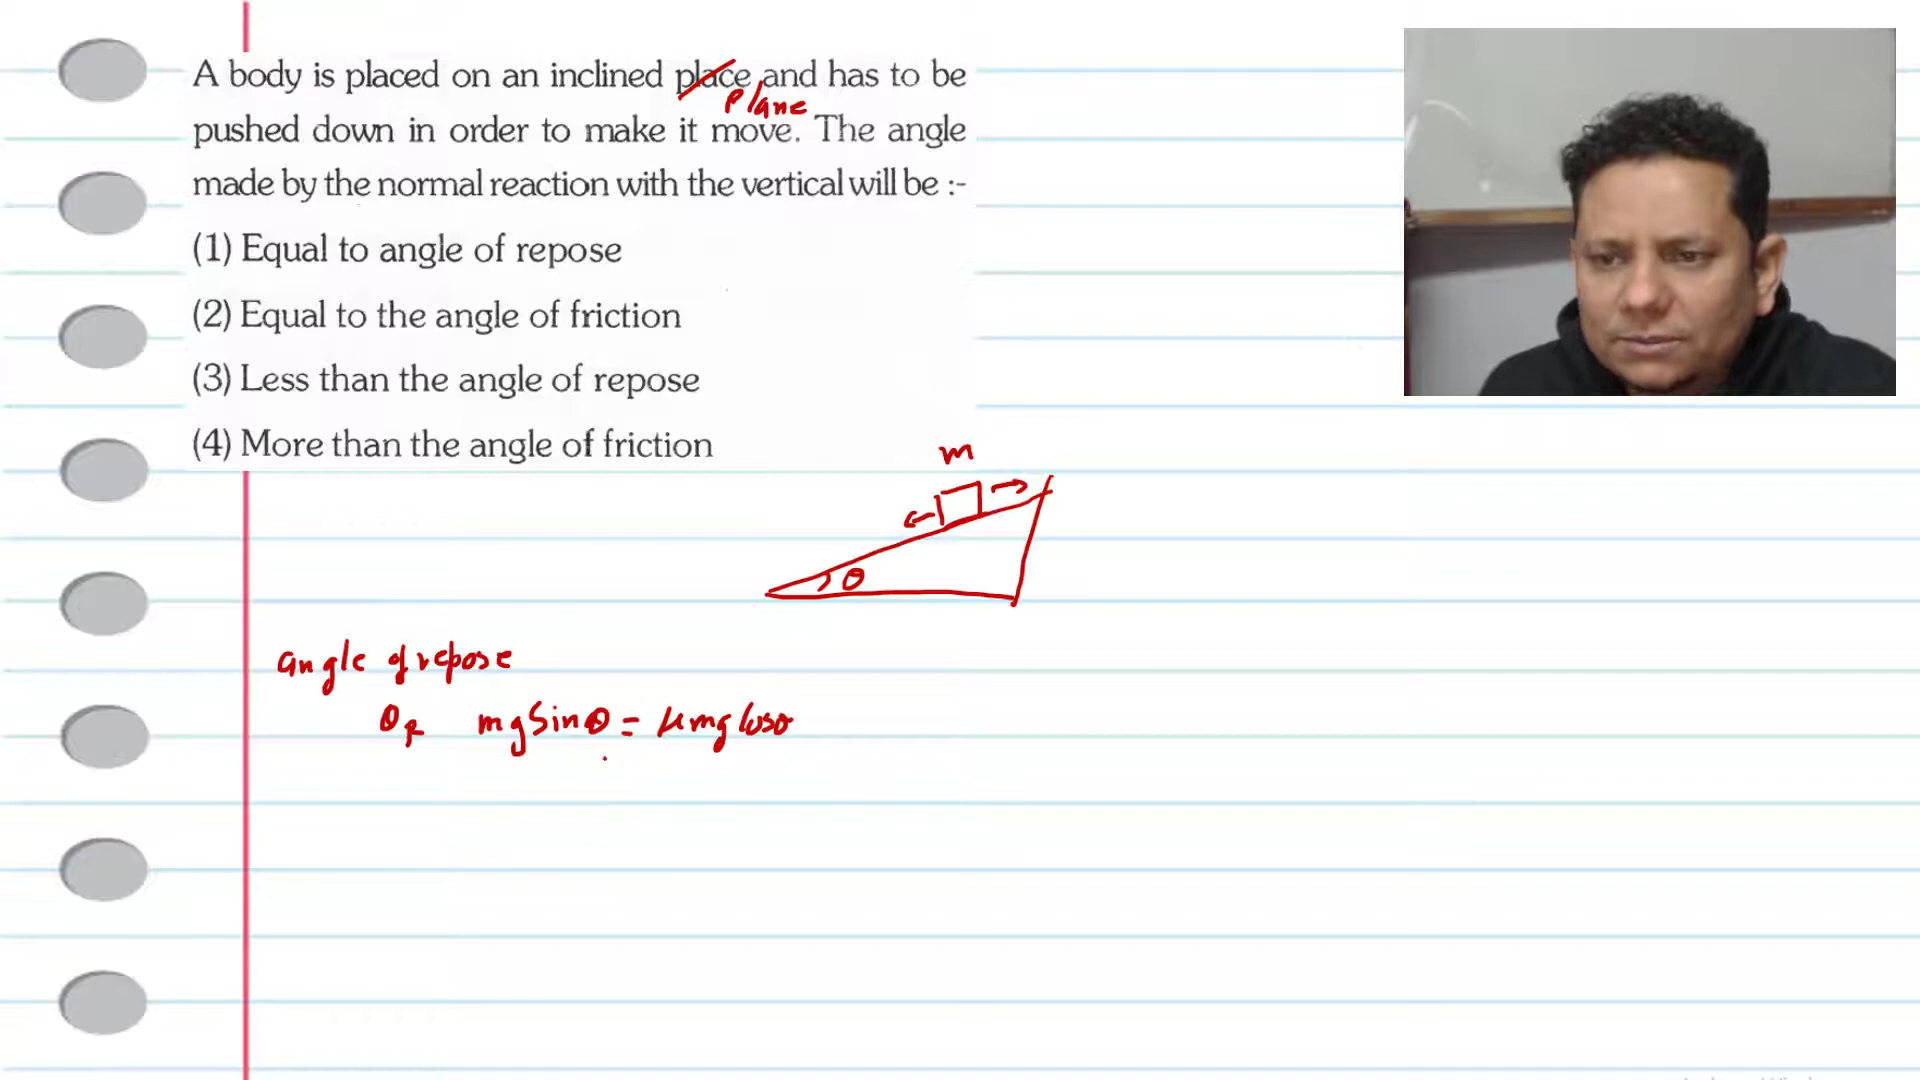 A body is placed on an inclined place and has to be
plane
pushed down in order to make it move. The angle
made by the normal reaction with the vertical will be :-
(1) Equal to angle of repose
(2) Equal to the angle of friction
(3) Less than the angle of repose
(4) More than the angle of friction
m
θ
angle of repose
θR mg sinθ = μmg cosθ